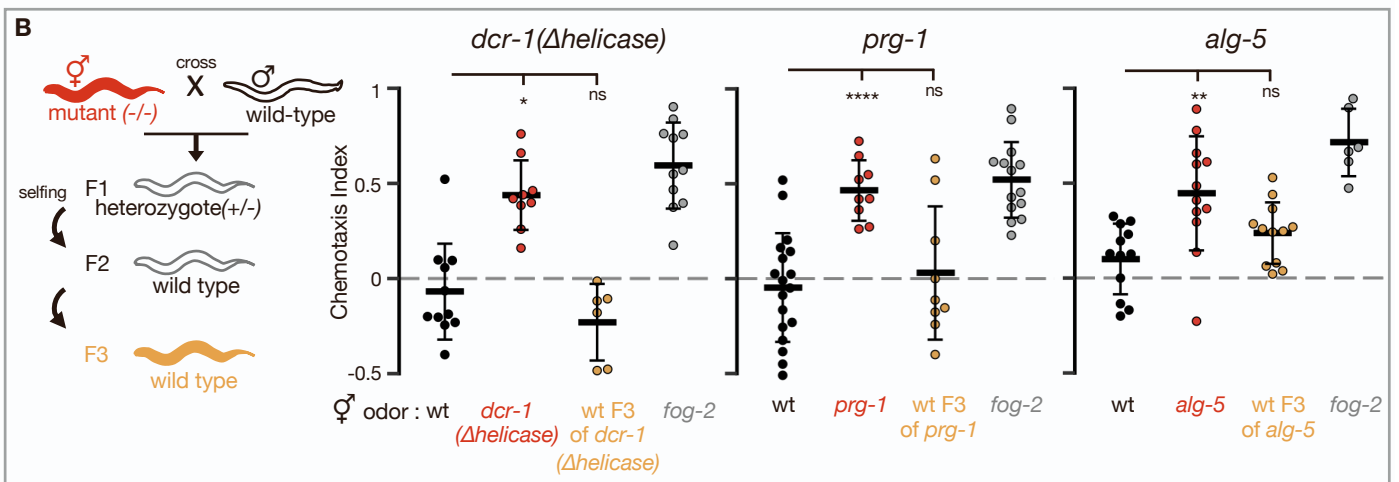 B
dcr-1(Δhelicase)
prg-1
alg-5
⚥
cross
X
♂
mutant (-/-)
wild-type
selfing
F1
heterozygote(+/-)
F2
wild type
F3
wild type
Chemotaxis Index
1
0.5
0
-0.5
*
ns
****
ns
**
ns
⚥ odor : wt
dcr-1
(Δhelicase)
wt F3
of dcr-1
(Δhelicase)
fog-2
wt
prg-1
wt F3
of prg-1
fog-2
wt
alg-5
wt F3
of alg-5
fog-2